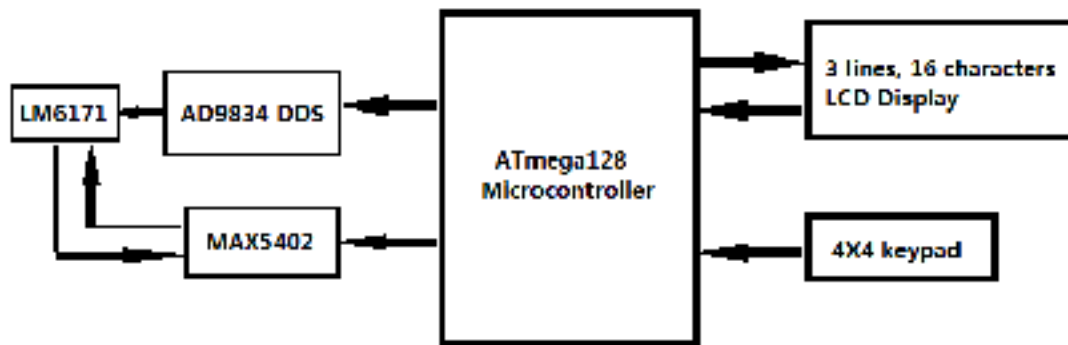 LM6171
AD9834 DDS
MAX5402
ATmega128
Microcontroller
3 lines, 16 characters
LCD Display
4X4 keypad